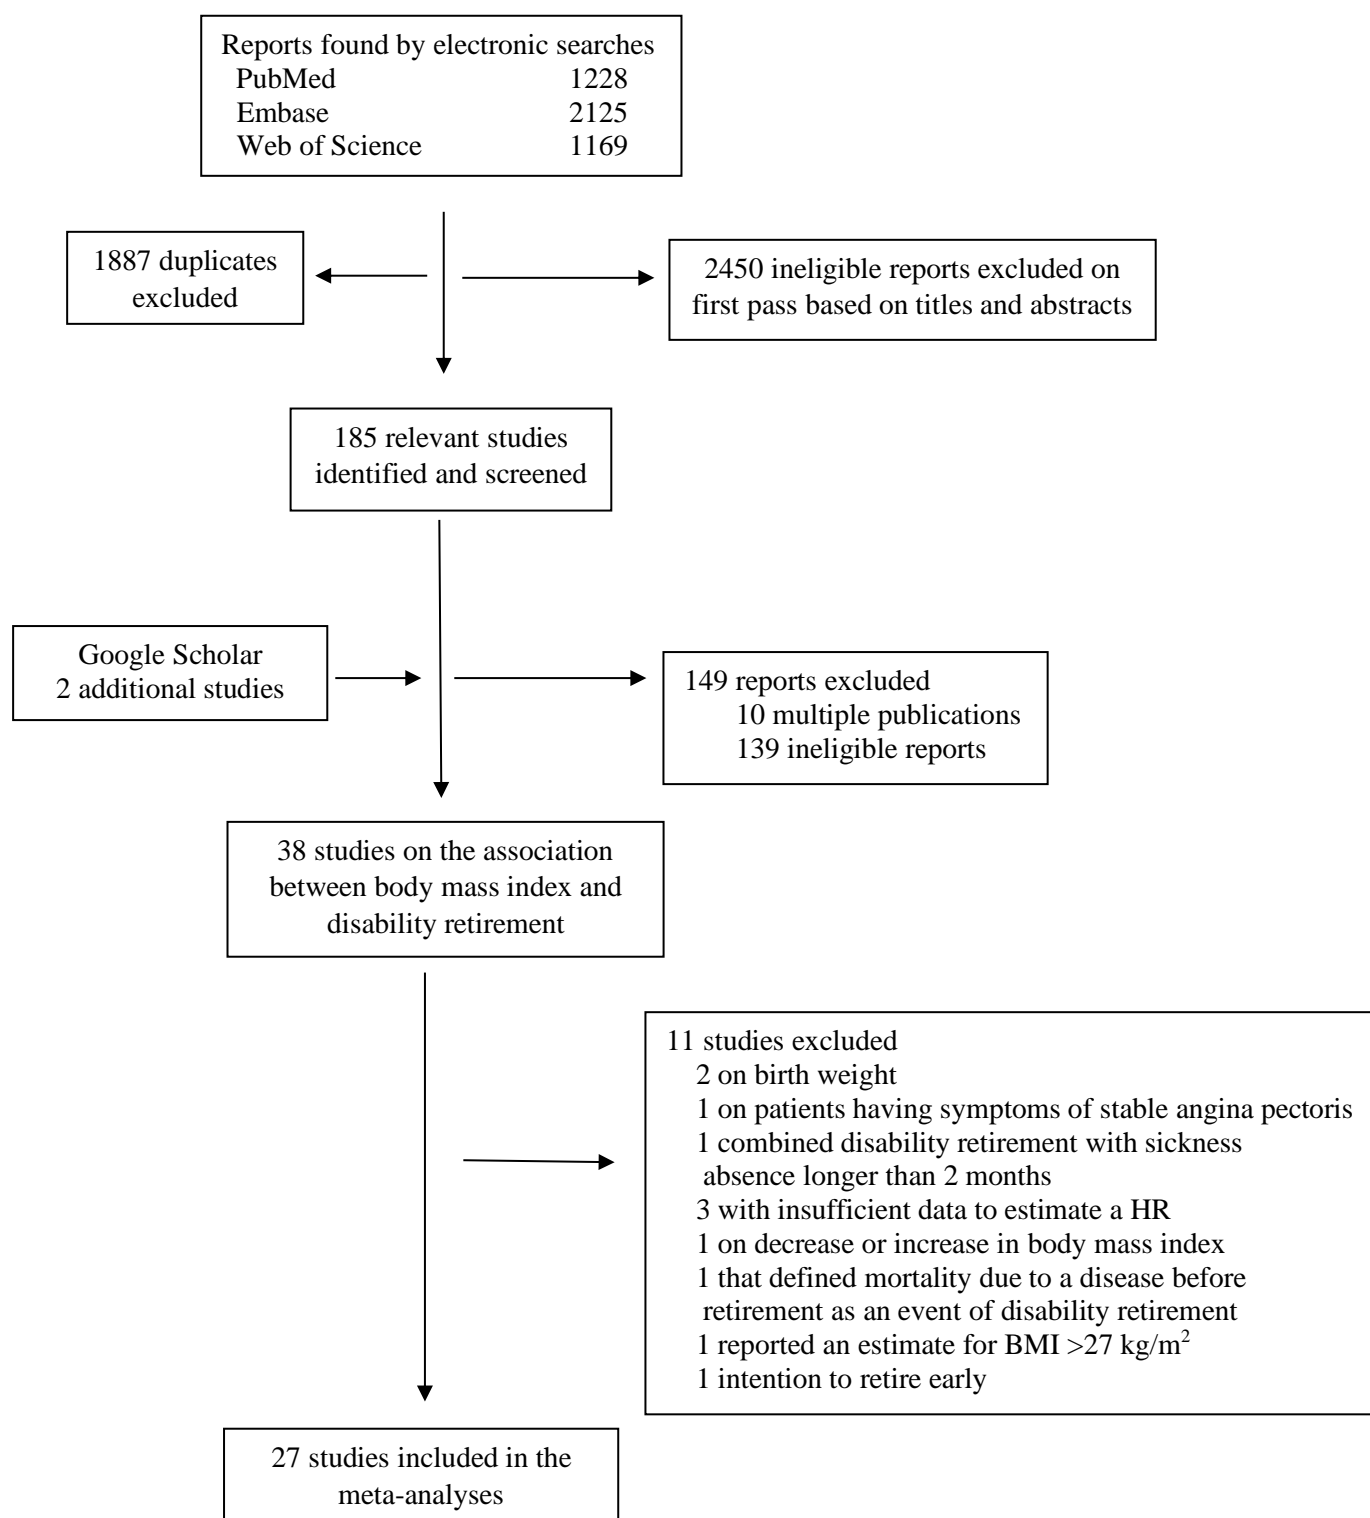 Reports found by electronic searches
PubMed 1228
Embase 2125
Web of Science 1169
1887 duplicates
excluded
2450 ineligible reports excluded on
first pass based on titles and abstracts
185 relevant studies
identified and screened
Google Scholar
2 additional studies
149 reports excluded
10 multiple publications
139 ineligible reports
38 studies on the association
between body mass index and
disability retirement
11 studies excluded
2 on birth weight
1 on patients having symptoms of stable angina pectoris
1 combined disability retirement with sickness
absence longer than 2 months
3 with insufficient data to estimate a HR
1 on decrease or increase in body mass index
1 that defined mortality due to a disease before
retirement as an event of disability retirement
1 reported an estimate for BMI >27 kg/m²
1 intention to retire early
27 studies included in the
meta-analyses